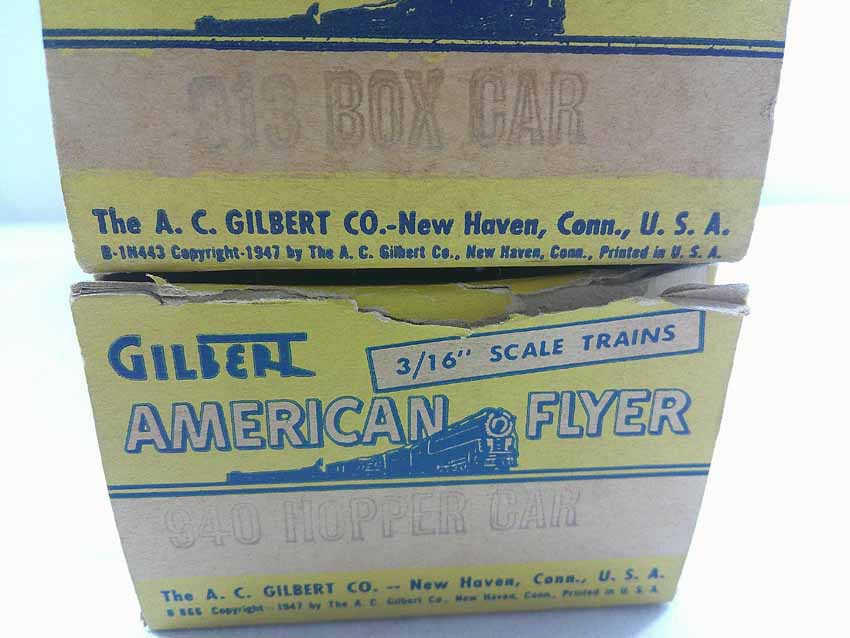 913 BOX CAR
The A. C. GILBERT CO.-New Haven, Conn., U. S. A.
B-1N443 Copyright-1947 by The A. C. Gilbert Co., New Haven, Conn., Printed in U. S. A.
GILBERT
3/16" SCALE TRAINS
AMERICAN FLYER
940 HOPPER CAR
The A. C. GILBERT CO. -- New Haven, Conn., U. S. A.
Copyright - 1947 by The A. C. Gilbert Co., New Haven, Conn., Printed in U. S. A.